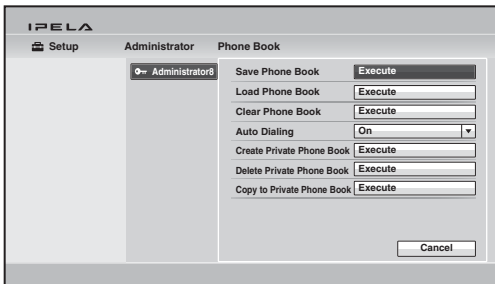 IPELA
Setup Administrator Phone Book
Administrator8
Save Phone Book Execute
Load Phone Book Execute
Clear Phone Book Execute
Auto Dialing On
Create Private Phone Book Execute
Delete Private Phone Book Execute
Copy to Private Phone Book Execute
Cancel